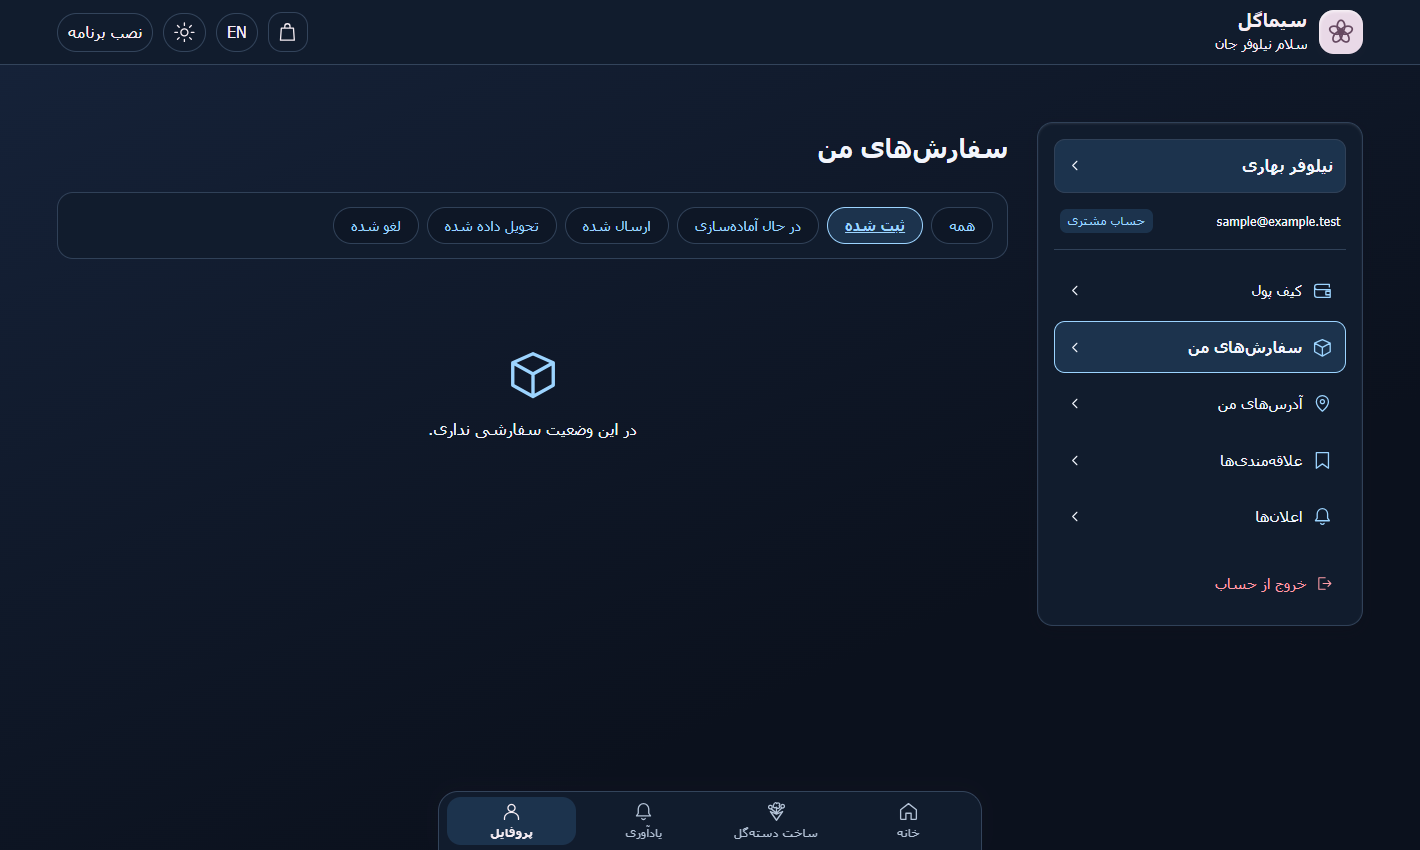 سیماگل
سلام نیلوفر جان
EN
نصب برنامه
نیلوفر بهاری
sample@example.test
حساب مشتری
کیف پول
سفارش‌های من
آدرس‌های من
علاقه‌مندی‌ها
اعلان‌ها
خروج از حساب
سفارش‌های من
همه
ثبت شده
در حال آماده‌سازی
ارسال شده
تحویل داده شده
لغو شده
در این وضعیت سفارشی نداری.
خانه
ساخت دسته‌گل
یادآوری
پروفایل